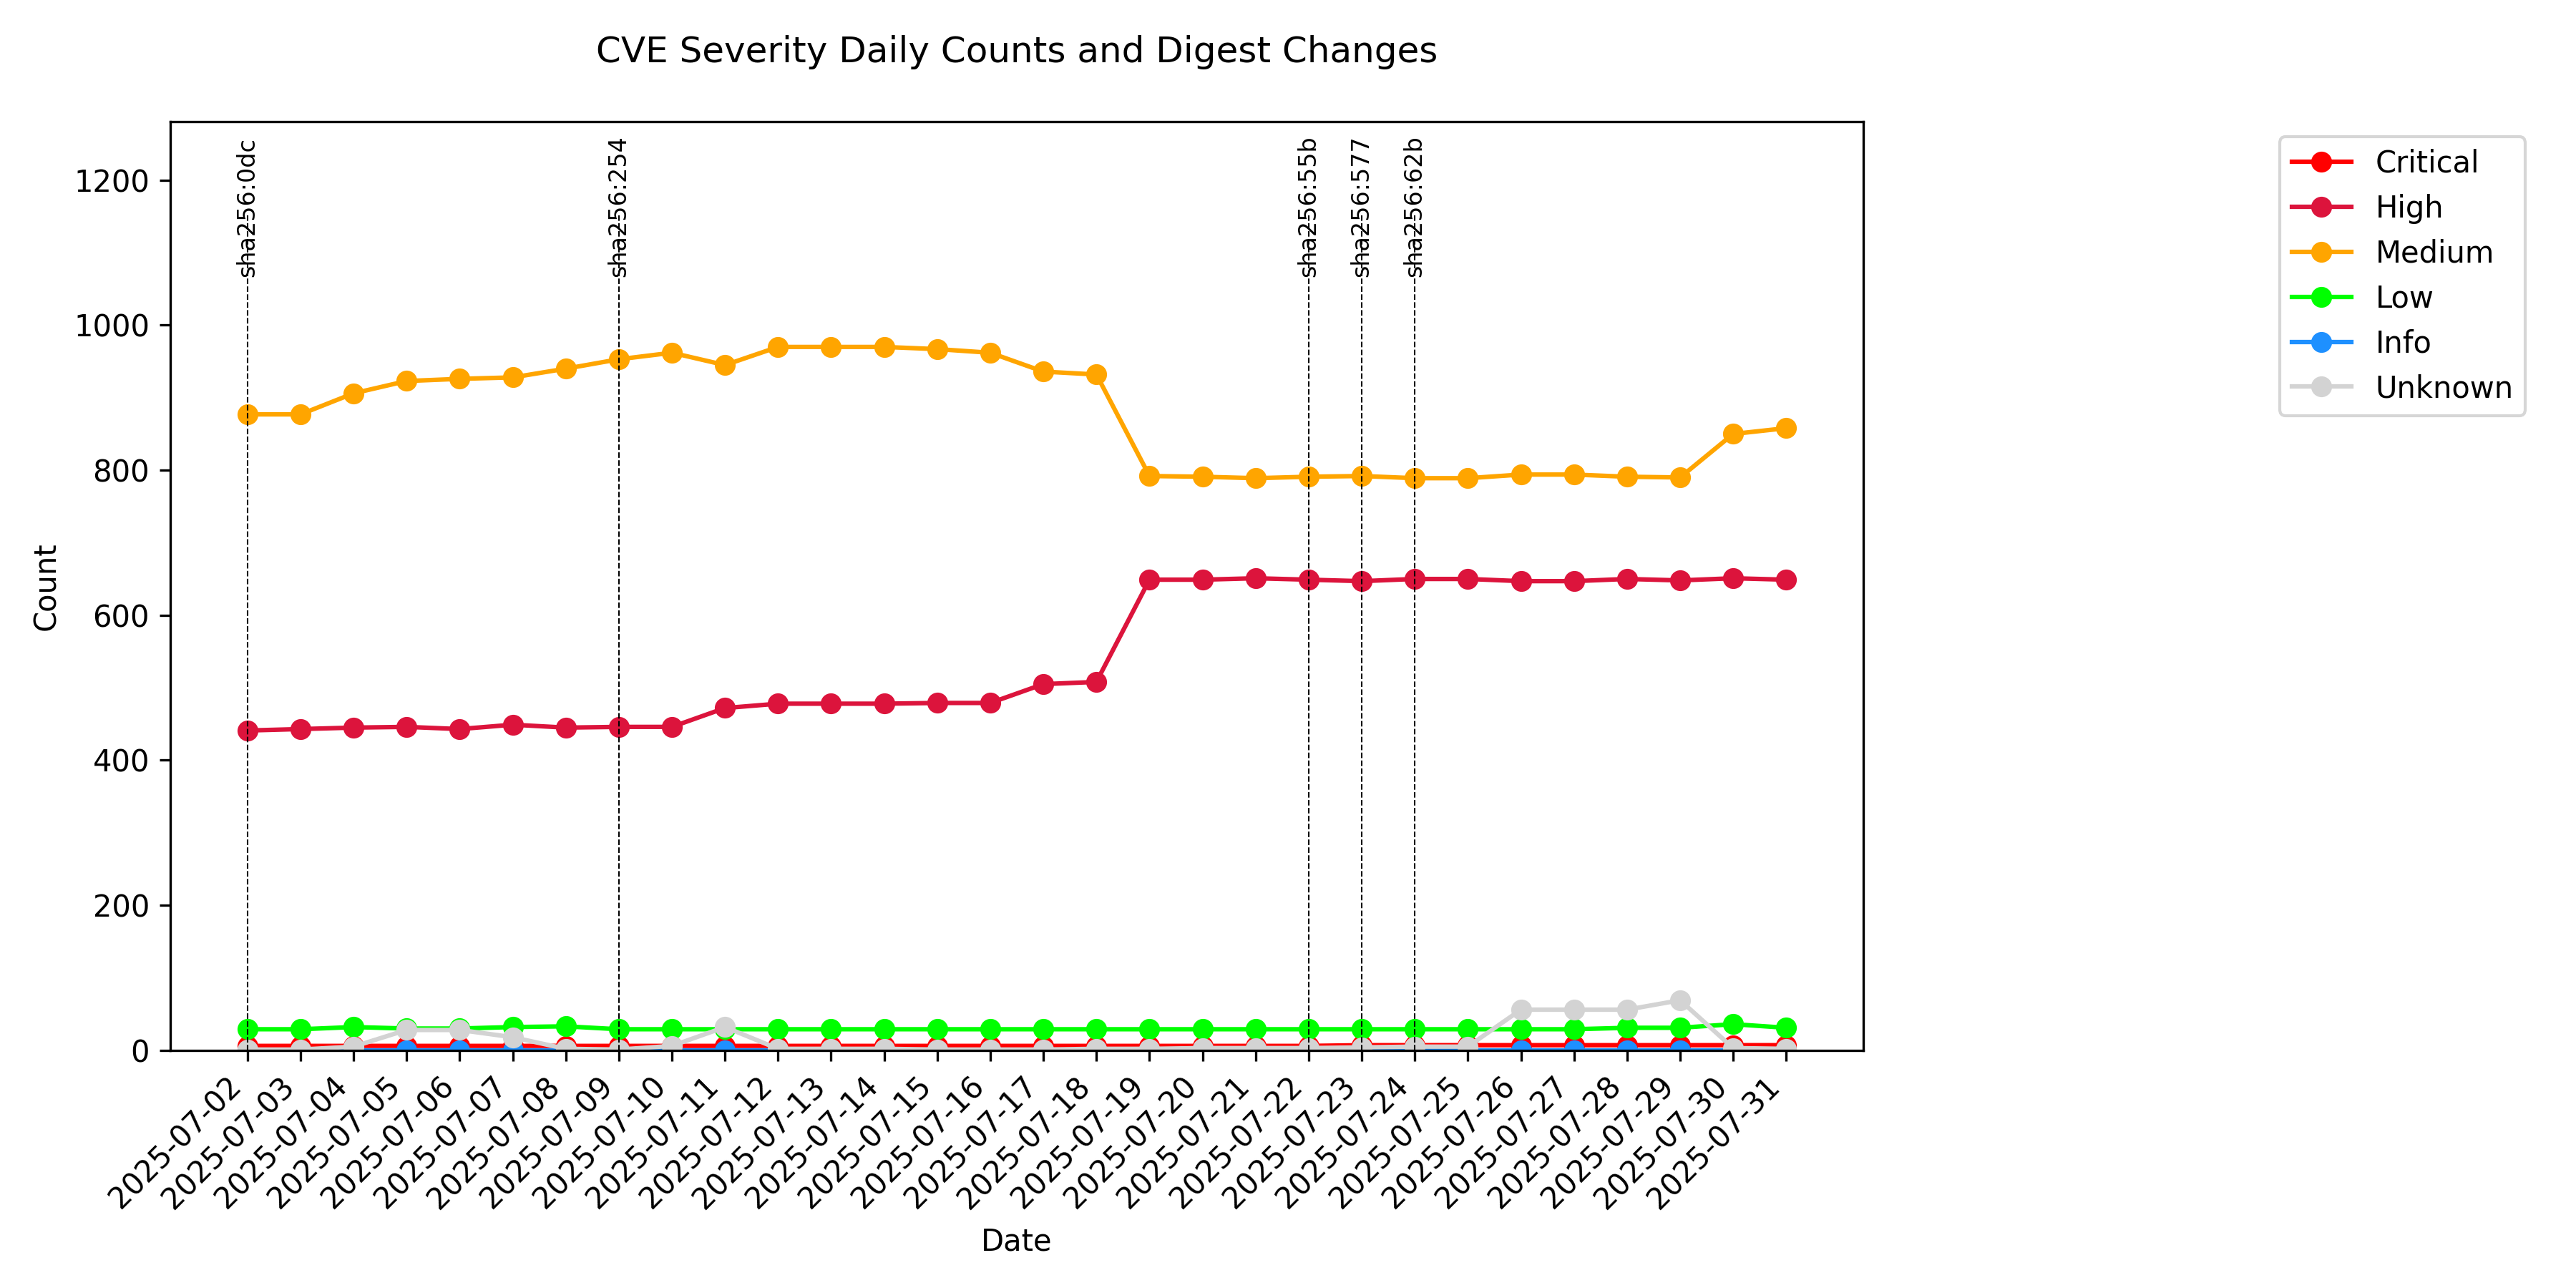 CVE Severity Daily Counts and Digest Changes
sha256:0dc
sha256:254
sha256:55b
sha256:577
sha256:62b
Critical
High
Medium
Low
Info
Unknown
Count
1200
1000
800
600
400
200
0
2025-07-02
2025-07-03
2025-07-04
2025-07-05
2025-07-06
2025-07-07
2025-07-08
2025-07-09
2025-07-10
2025-07-11
2025-07-12
2025-07-13
2025-07-14
2025-07-15
2025-07-16
2025-07-17
2025-07-18
2025-07-19
2025-07-20
2025-07-21
2025-07-22
2025-07-23
2025-07-24
2025-07-25
2025-07-26
2025-07-27
2025-07-28
2025-07-29
2025-07-30
2025-07-31
Date